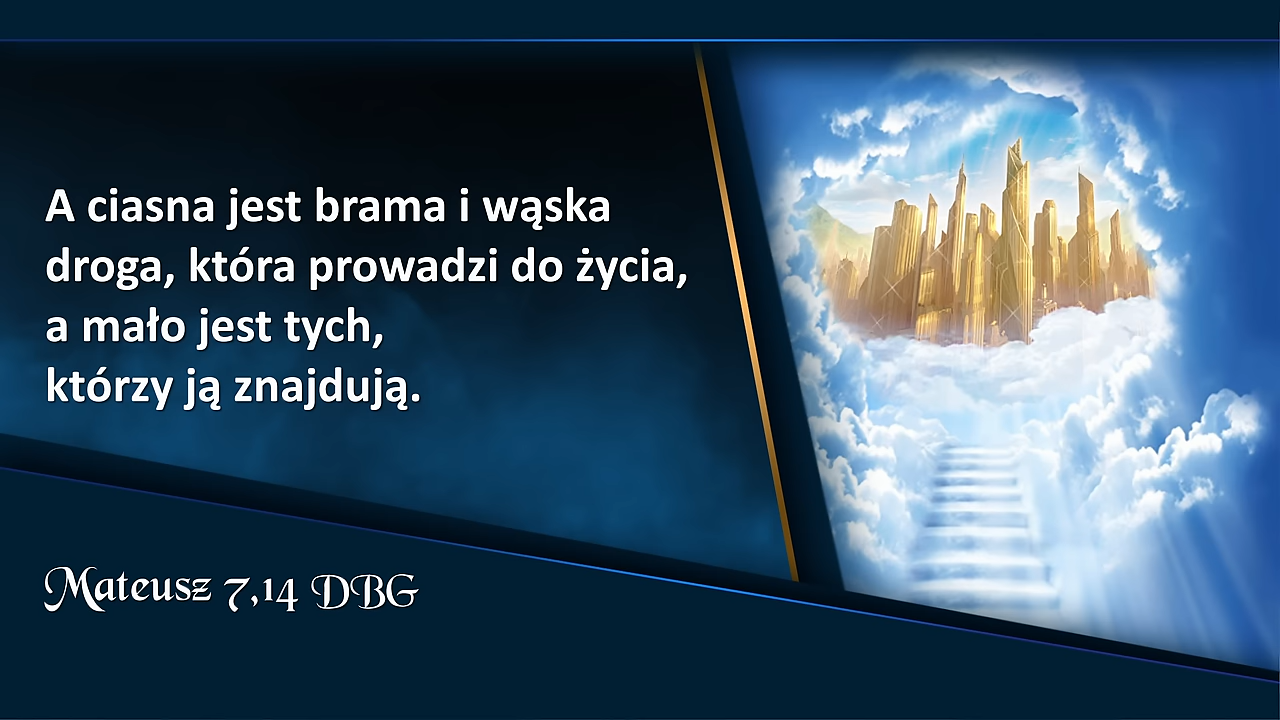 A ciasna jest brama i wąska
droga, która prowadzi do życia,
a mało jest tych,
którzy ją znajdują.
Mateusz 7,14 DBG